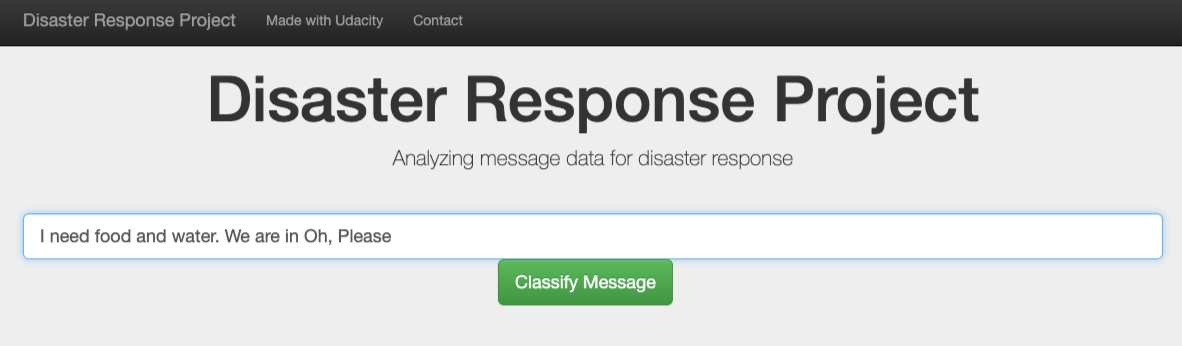 Disaster Response Project Made with Udacity Contact
Disaster Response Project
Analyzing message data for disaster response
I need food and water. We are in Oh, Please
Classify Message